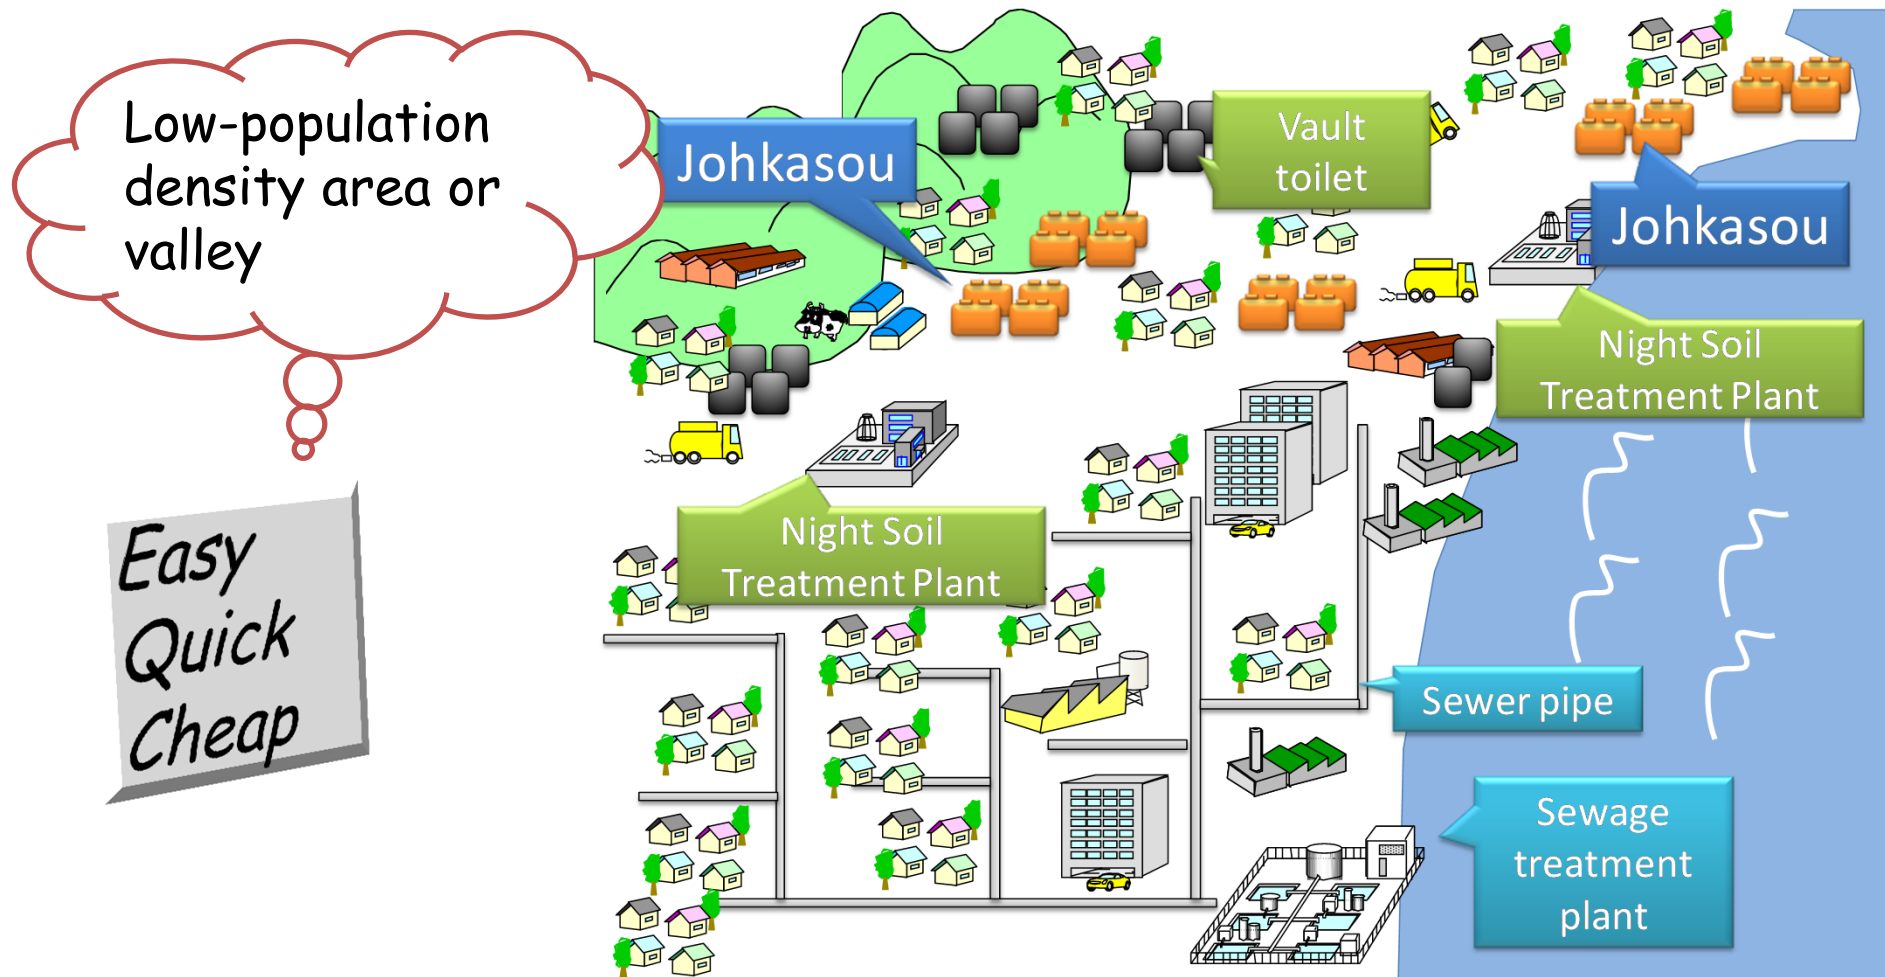 Low-population
density area or
valley
Easy
Quick
Cheap
Johkasou
Vault
toilet
Johkasou
Night Soil
Treatment Plant
Night Soil
Treatment Plant
Sewer pipe
Sewage
treatment
plant